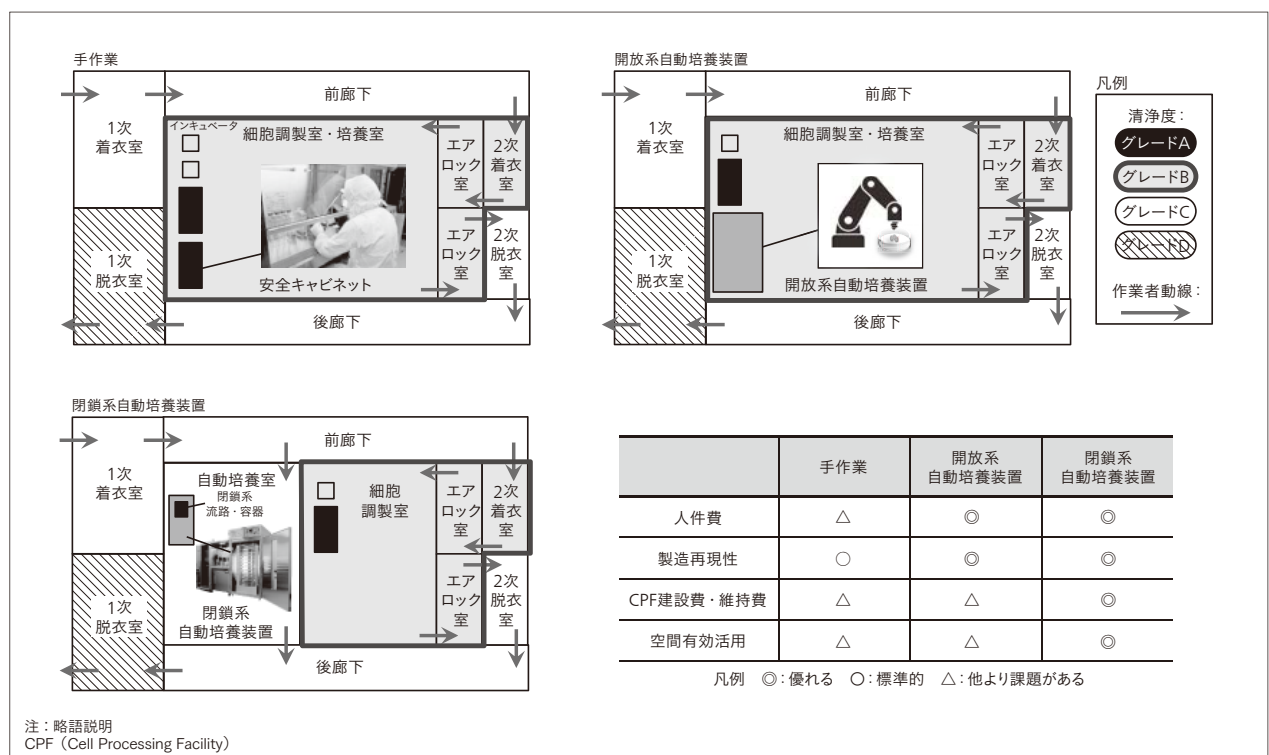 手作業
前廊下
1次
着衣室
インキュベータ
細胞調製室・培養室
エア
ロック
室
2次
着衣
室
1次
脱衣室
安全キャビネット
エア
ロック
室
2次
脱衣
室
後廊下
開放系自動培養装置
前廊下
1次
着衣室
細胞調製室・培養室
エア
ロック
室
2次
着衣
室
1次
脱衣室
開放系自動培養装置
エア
ロック
室
2次
脱衣
室
後廊下
凡例
清浄度：
グレードA
グレードB
グレードC
グレードD
作業者動線：
閉鎖系自動培養装置
前廊下
1次
着衣室
自動培養室
閉鎖系
流路・容器
細胞
調製室
エア
ロック
室
2次
着衣
室
1次
脱衣室
閉鎖系
自動培養装置
エア
ロック
室
2次
脱衣
室
後廊下
手作業 開放系 自動培養装置 閉鎖系 自動培養装置
人件費 △ ◎ ◎
製造再現性 ○ ◎ ◎
CPF建設費・維持費 △ △ ◎
空間有効活用 △ △ ◎
凡例 ◎：優れる ○：標準的 △：他より課題がある
注：略語説明
CPF（Cell Processing Facility）